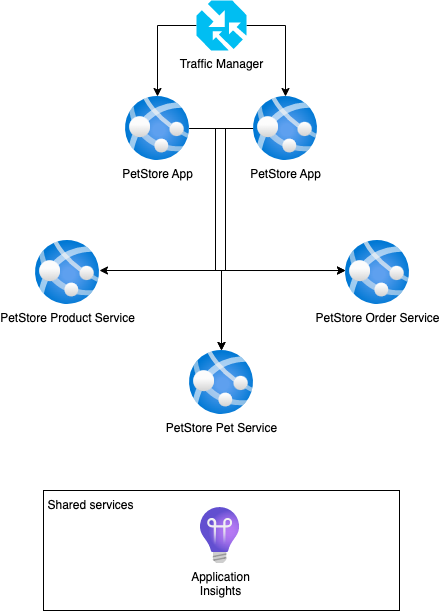 Traffic Manager
PetStore App
PetStore App
PetStore Product Service
PetStore Order Service
PetStore Pet Service
Shared services
Application
Insights